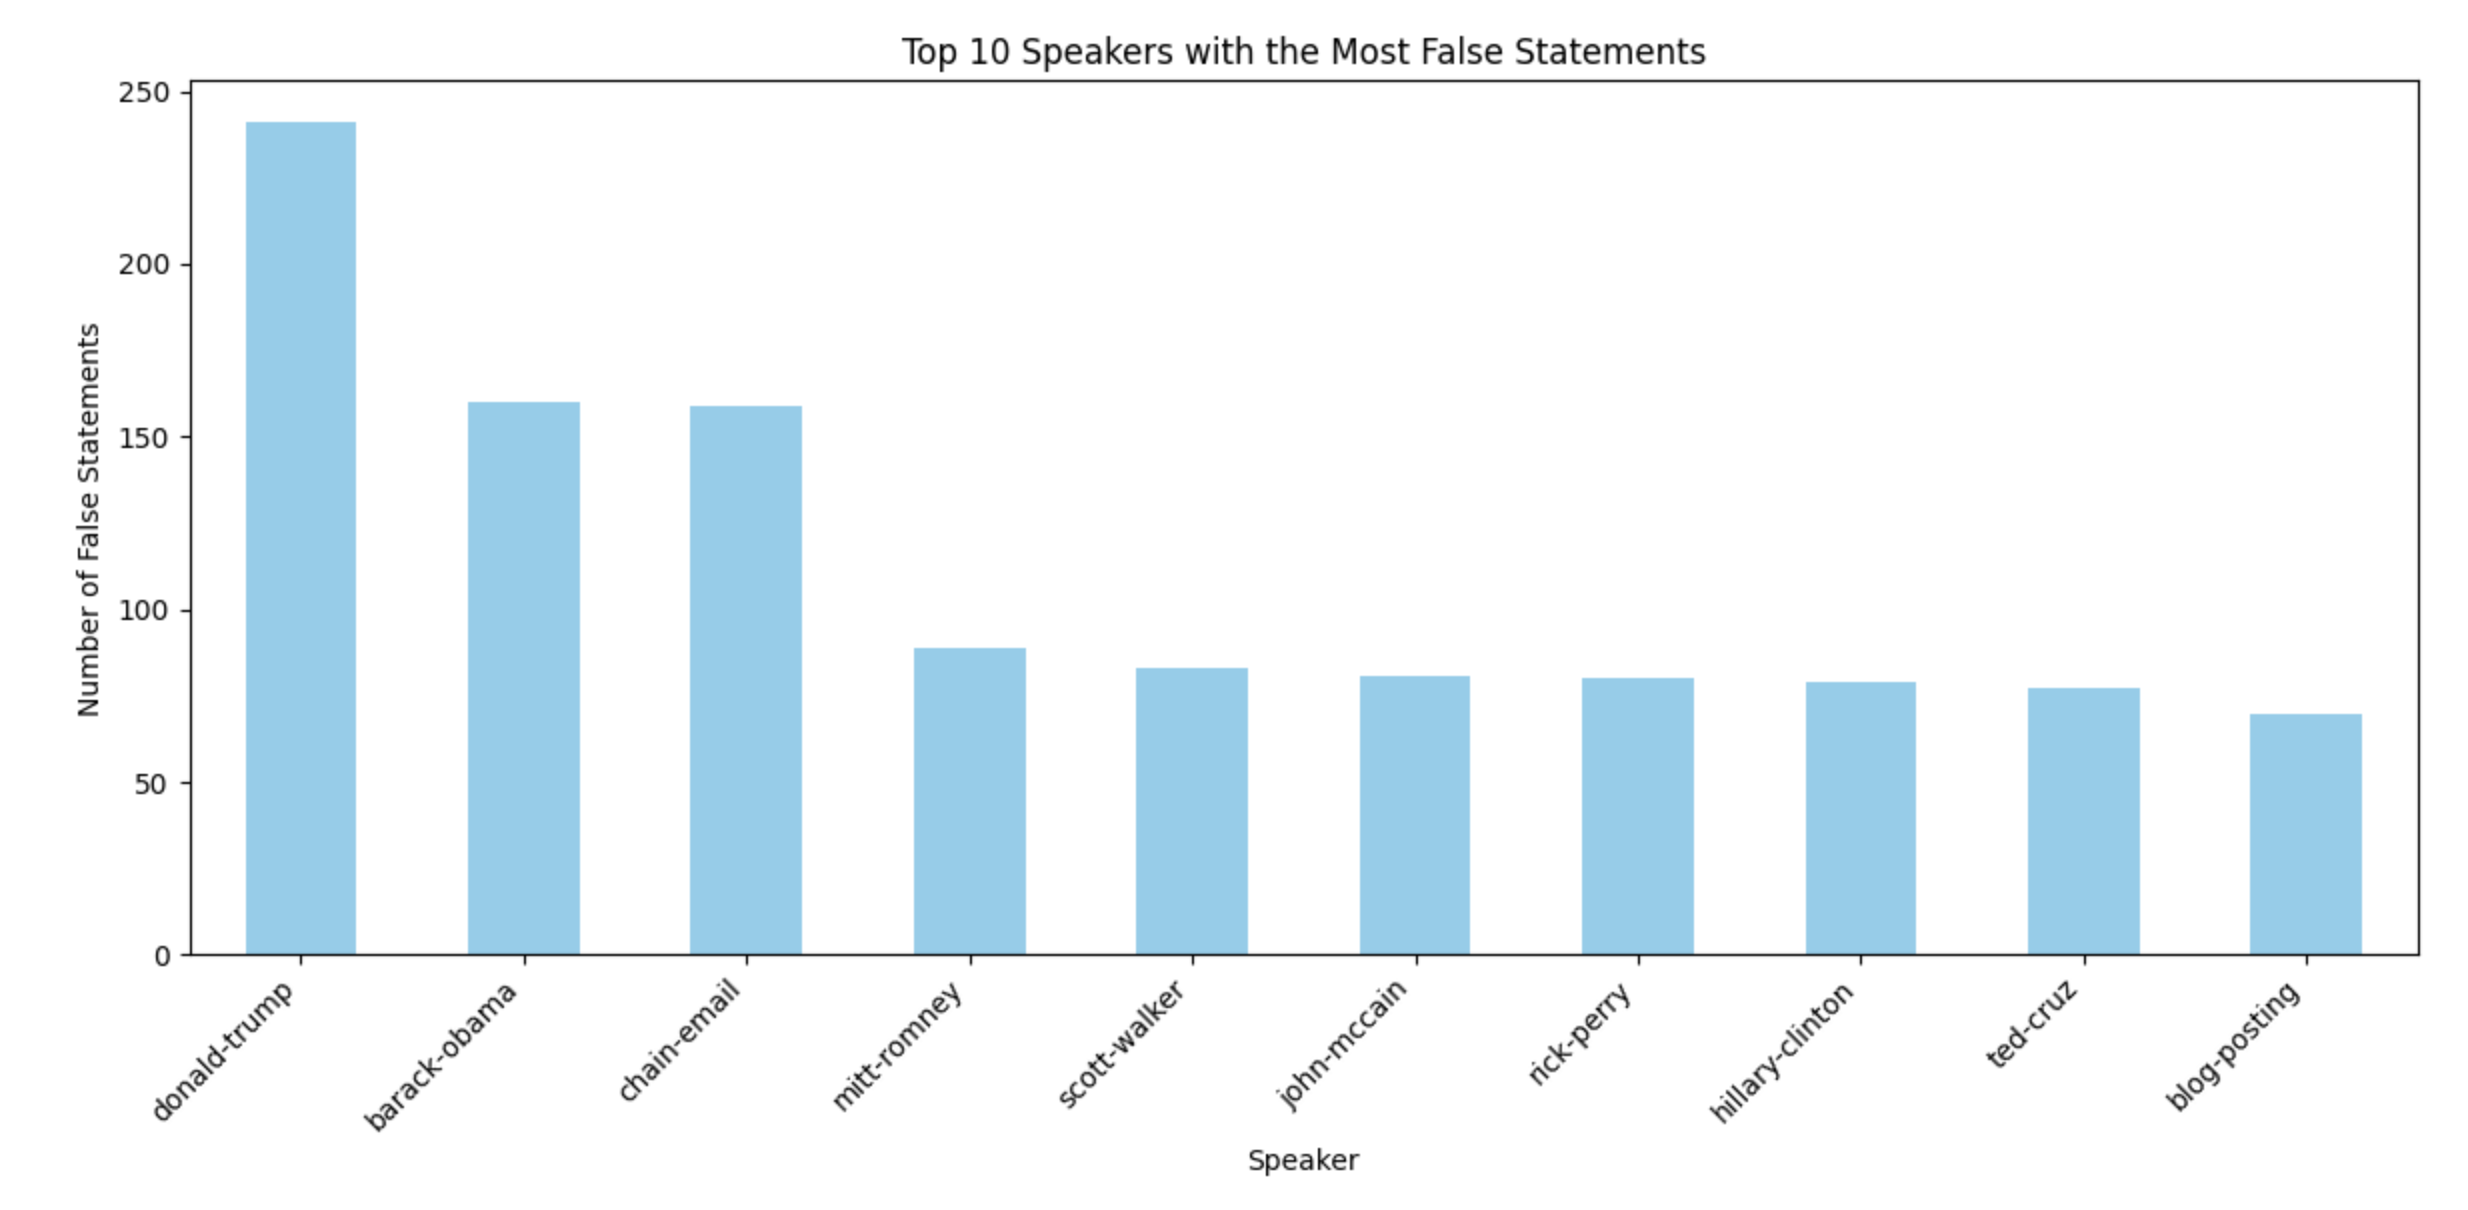 Top 10 Speakers with the Most False Statements
Number of False Statements
250
200
150
100
50
0
donald-trump
barack-obama
chain-email
mitt-romney
scott-walker
john-mccain
rick-perry
hillary-clinton
ted-cruz
blog-posting
Speaker